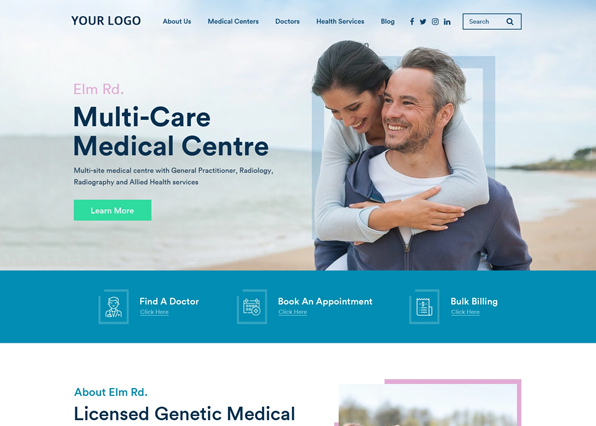 YOUR LOGO
About Us Medical Centers Doctors Health Services Blog Search
Elm Rd.
Multi-Care
Medical Centre
Multi-site medical centre with General Practitioner, Radiology,
Radiography and Allied Health services
Learn More
Find A Doctor
Click Here
Book An Appointment
Click Here
Bulk Billing
Click Here
About Elm Rd.
Licensed Genetic Medical